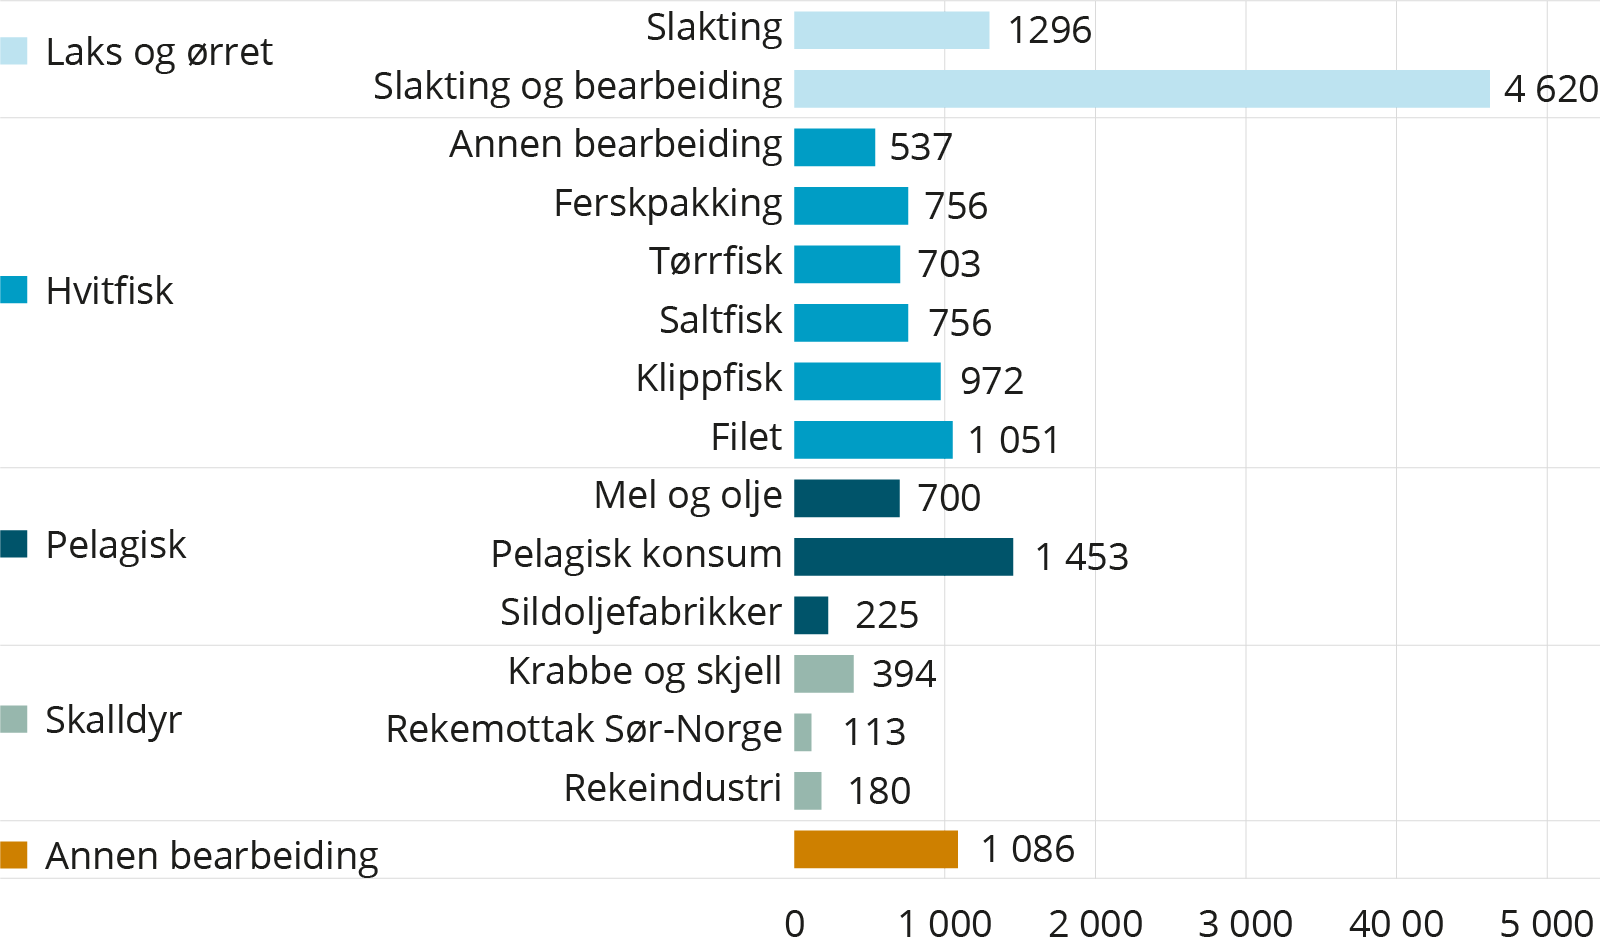 Laks og ørret
Slakting 1296
Slakting og bearbeiding 4 620
Hvitfisk
Annen bearbeiding 537
Ferskpakking 756
Tørrfisk 703
Saltfisk 756
Klippfisk 972
Filet 1 051
Pelagisk
Mel og olje 700
Pelagisk konsum 1 453
Sildoljefabrikker 225
Skalldyr
Krabbe og skjell 394
Rekemottak Sør-Norge 113
Rekeindustri 180
Annen bearbeiding 1 086
0 1 000 2 000 3 000 40 00 5 000